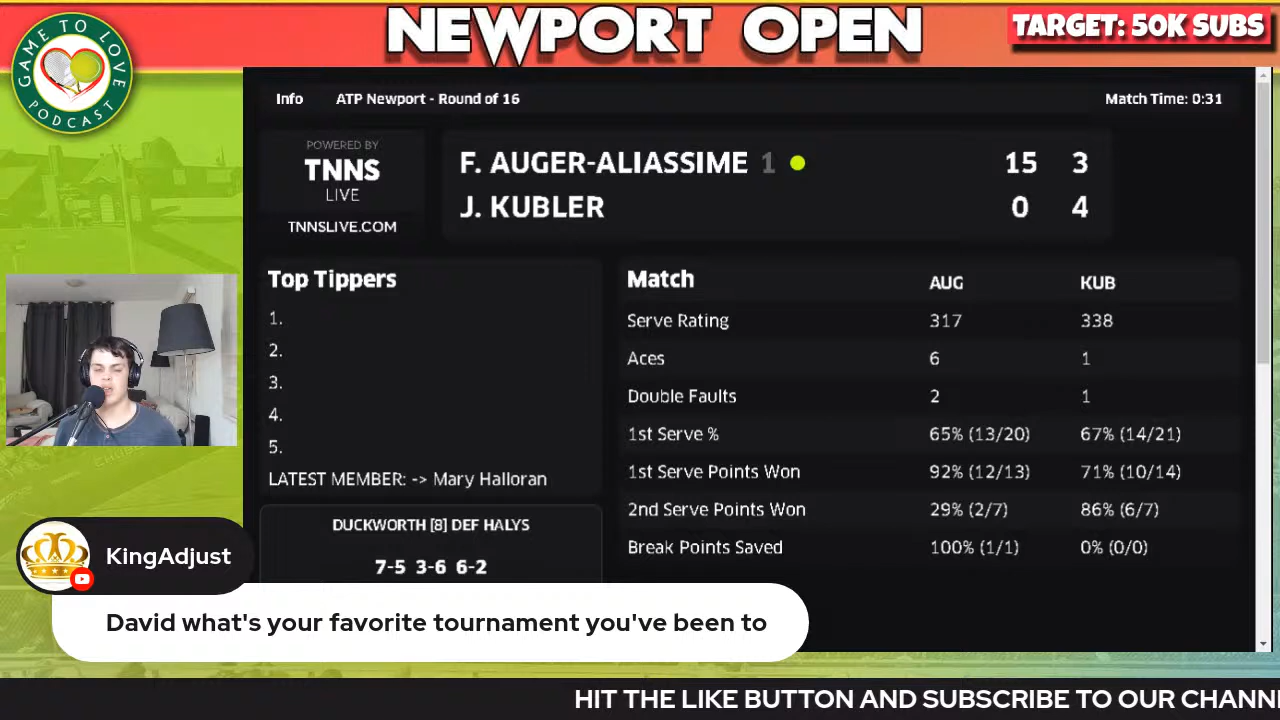 GAME TO LOVE
PODCAST
NEWPORT OPEN
TARGET: 50K SUBS
Info ATP Newport - Round of 16 Match Time: 0:31
POWERED BY
TNNS
LIVE
TNNSLIVE.COM
F. AUGER-ALIASSIME 1 15 3
J. KUBLER 0 4
Top Tippers
1.
2.
3.
4.
5.
LATEST MEMBER: -> Mary Halloran
DUCKWORTH [8] DEF HALYS
7-5 3-6 6-2
Match AUG KUB
Serve Rating 317 338
Aces 6 1
Double Faults 2 1
1st Serve % 65% (13/20) 67% (14/21)
1st Serve Points Won 92% (12/13) 71% (10/14)
2nd Serve Points Won 29% (2/7) 86% (6/7)
Break Points Saved 100% (1/1) 0% (0/0)
KingAdjust
David what's your favorite tournament you've been to
HIT THE LIKE BUTTON AND SUBSCRIBE TO OUR CHANN